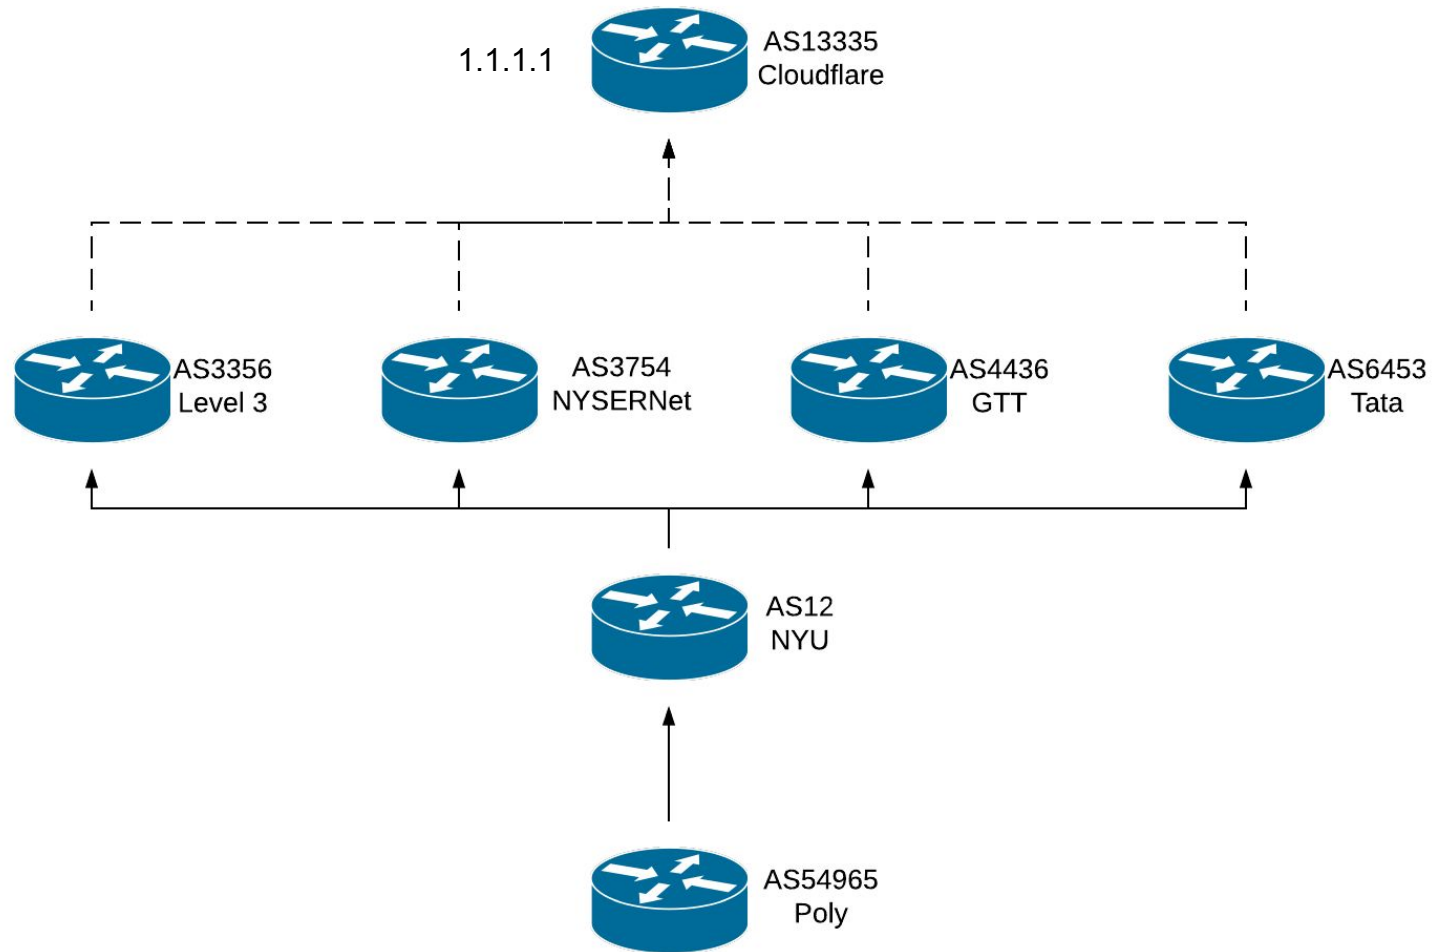 1.1.1.1
AS13335
Cloudflare
AS3356
Level 3
AS3754
NYSERNet
AS4436
GTT
AS6453
Tata
AS12
NYU
AS54965
Poly